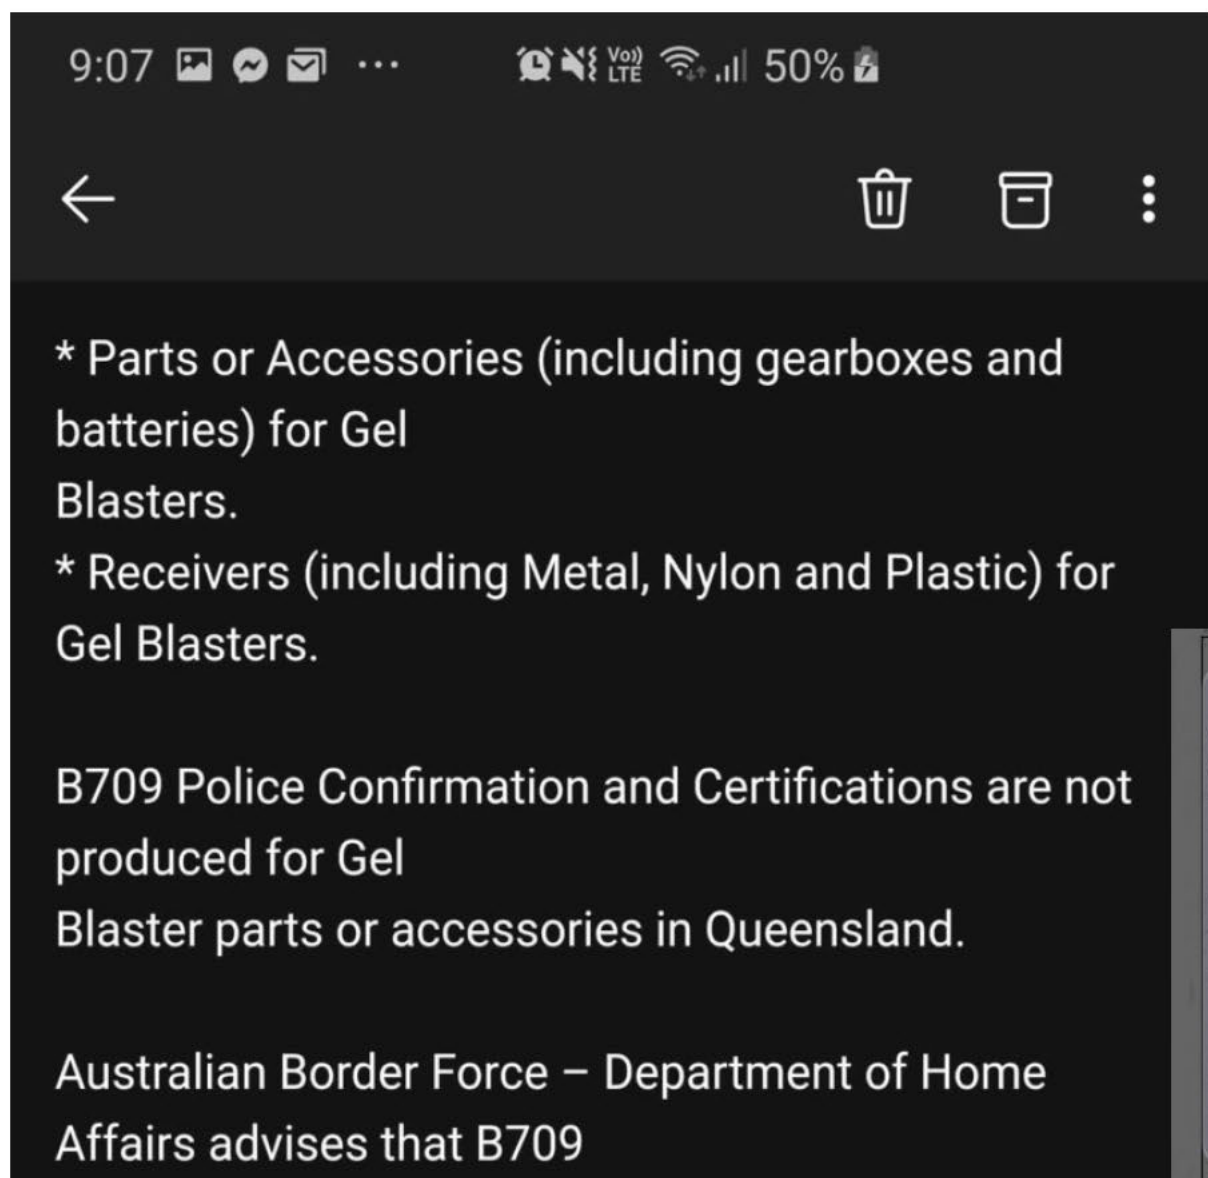 9:07 ... Vo)) LTE 50%
* Parts or Accessories (including gearboxes and
batteries) for Gel
Blasters.
* Receivers (including Metal, Nylon and Plastic) for
Gel Blasters.
B709 Police Confirmation and Certifications are not
produced for Gel
Blaster parts or accessories in Queensland.
Australian Border Force – Department of Home
Affairs advises that B709